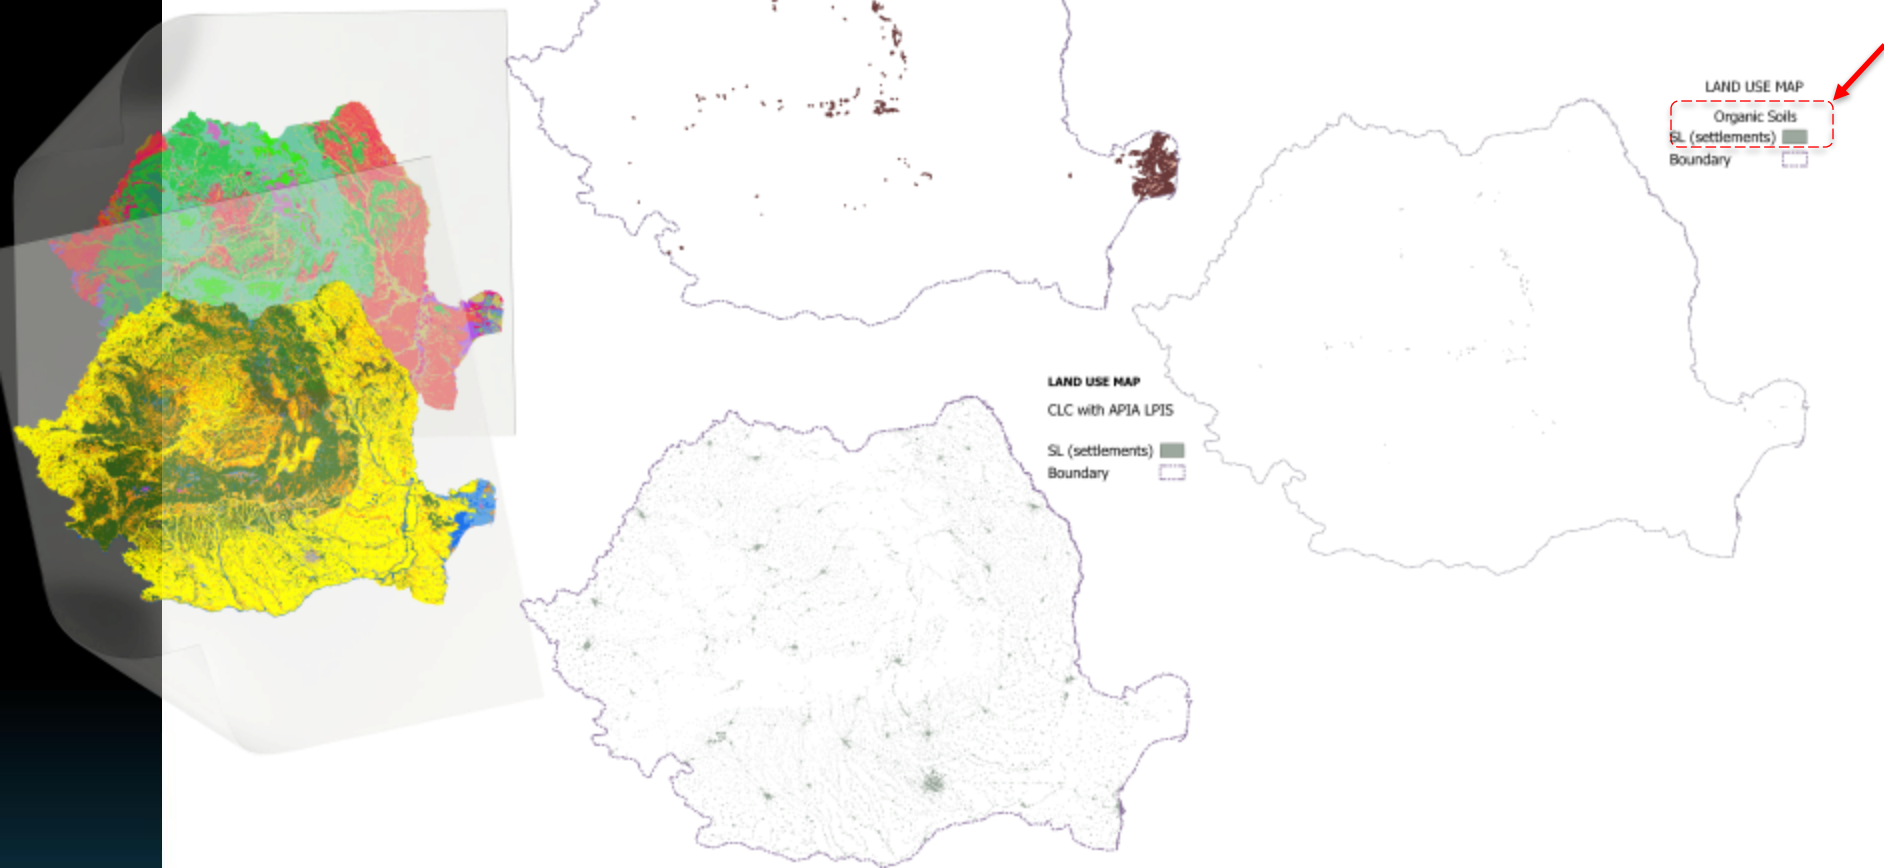 LAND USE MAP
Organic Soils
SL (settlements)
Boundary
LAND USE MAP
CLC with APIA LPIS
SL (settlements)
Boundary